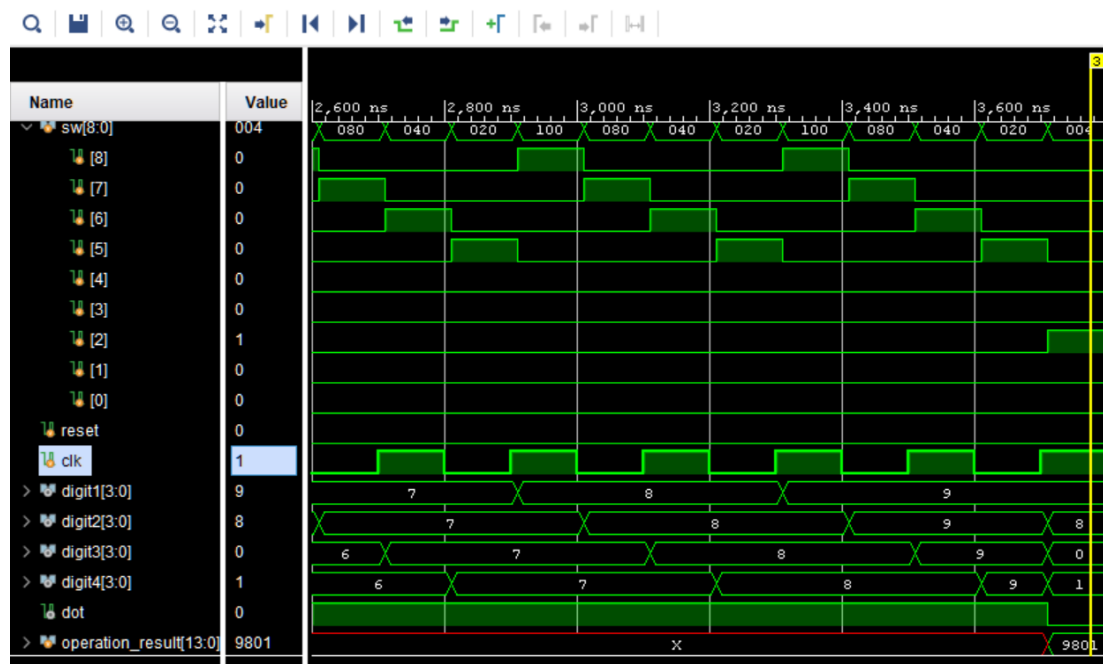 3
Name Value 2,600 ns 2,800 ns 3,000 ns 3,200 ns 3,400 ns 3,600 ns
sw[8:0] 004 080 040 020 100 080 040 020 100 080 040 020 004
[8] 0
[7] 0
[6] 0
[5] 0
[4] 0
[3] 0
[2] 1
[1] 0
[0] 0
reset 0
clk 1
digit1[3:0] 9 7 8 9
digit2[3:0] 8 7 8 9 8
digit3[3:0] 0 6 7 8 9 0
digit4[3:0] 1 6 7 8 9 1
dot 0
operation_result[13:0] 9801 X 9801